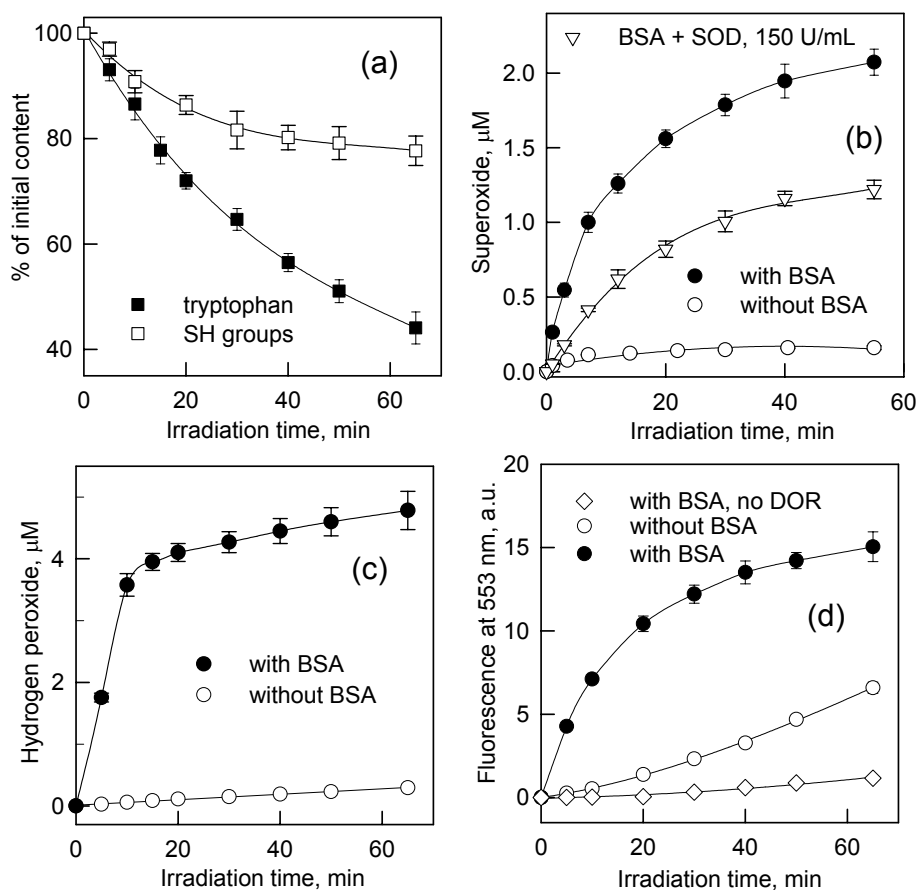 (a)
% of initial content
100
80
60
40
tryptophan
SH groups
0
20
40
60
Irradiation time, min
BSA + SOD, 150 U/mL
(b)
Superoxide, μM
2.0
1.5
1.0
0.5
0.0
with BSA
without BSA
0
20
40
60
Irradiation time, min
(c)
Hydrogen peroxide, μM
4
2
0
with BSA
without BSA
0
20
40
60
Irradiation time, min
with BSA, no DOR
without BSA
with BSA
(d)
Fluorescence at 553 nm, a.u.
20
15
10
5
0
0
20
40
60
Irradiation time, min